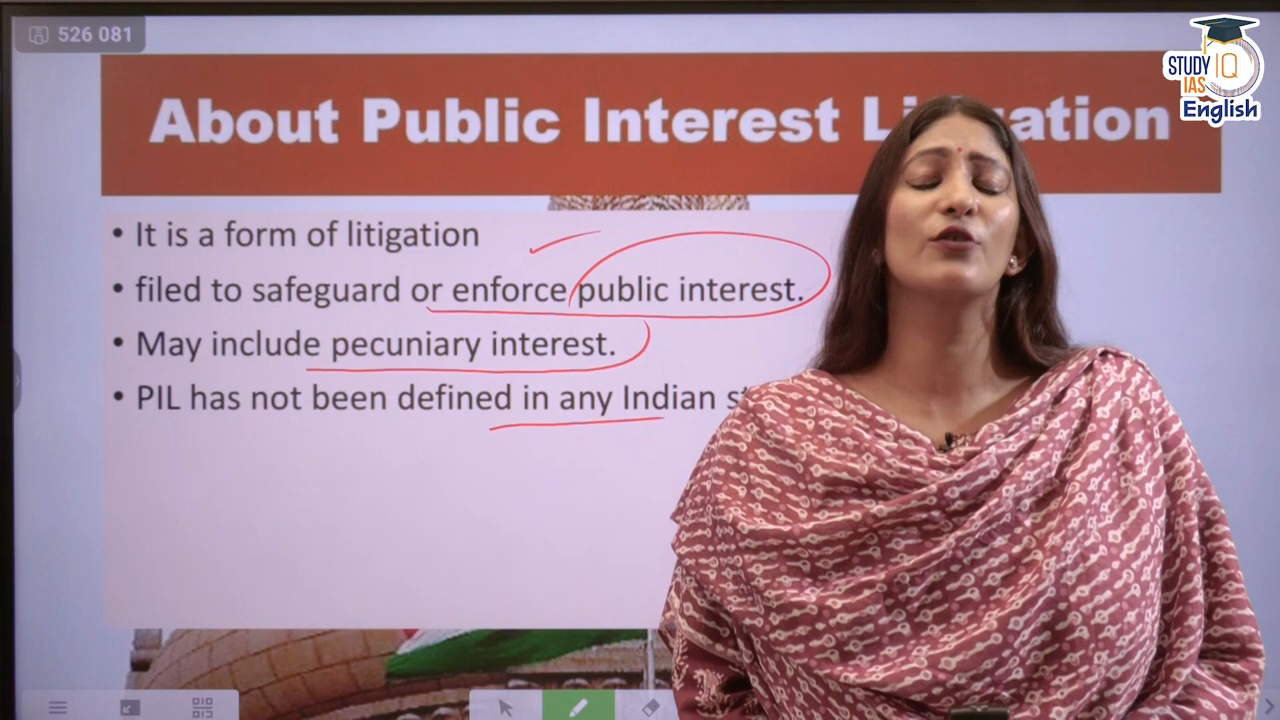 526 081
STUDY IQ
IAS
English
About Public Interest
• It is a form of litigation
• filed to safeguard or enforce public interest.
• May include pecuniary interest.
• PIL has not been defined in any Indian